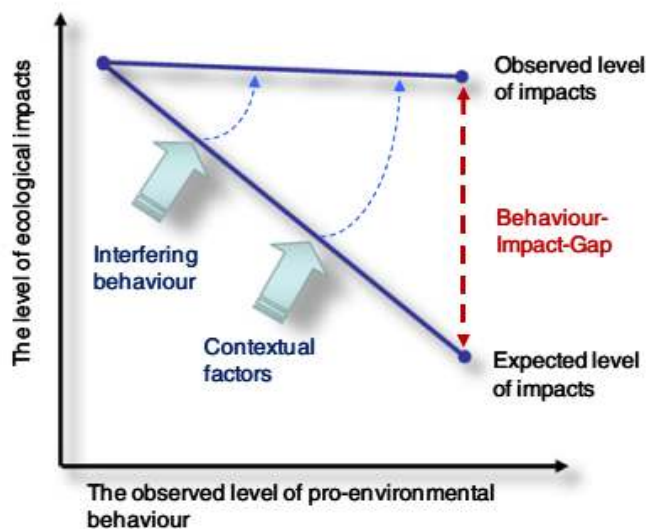 The level of ecological impacts
Observed level
of impacts
Behaviour-
Impact-Gap
Interfering
behaviour
Contextual
factors
Expected level
of impacts
The observed level of pro-environmental
behaviour